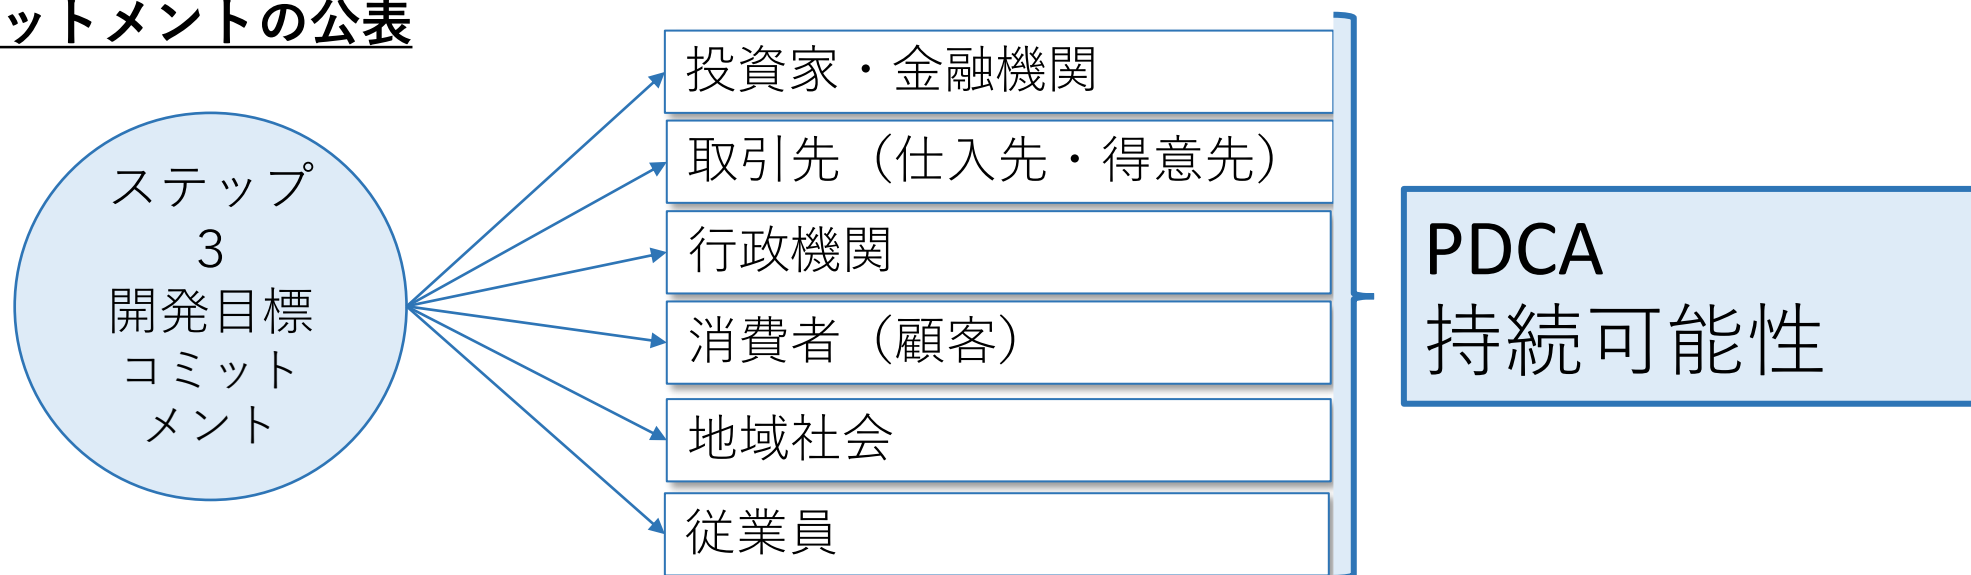 ットメントの公表
ステップ
３
開発目標
コミット
メント
投資家・金融機関
取引先（仕入先・得意先）
行政機関
消費者（顧客）
地域社会
従業員
PDCA
持続可能性